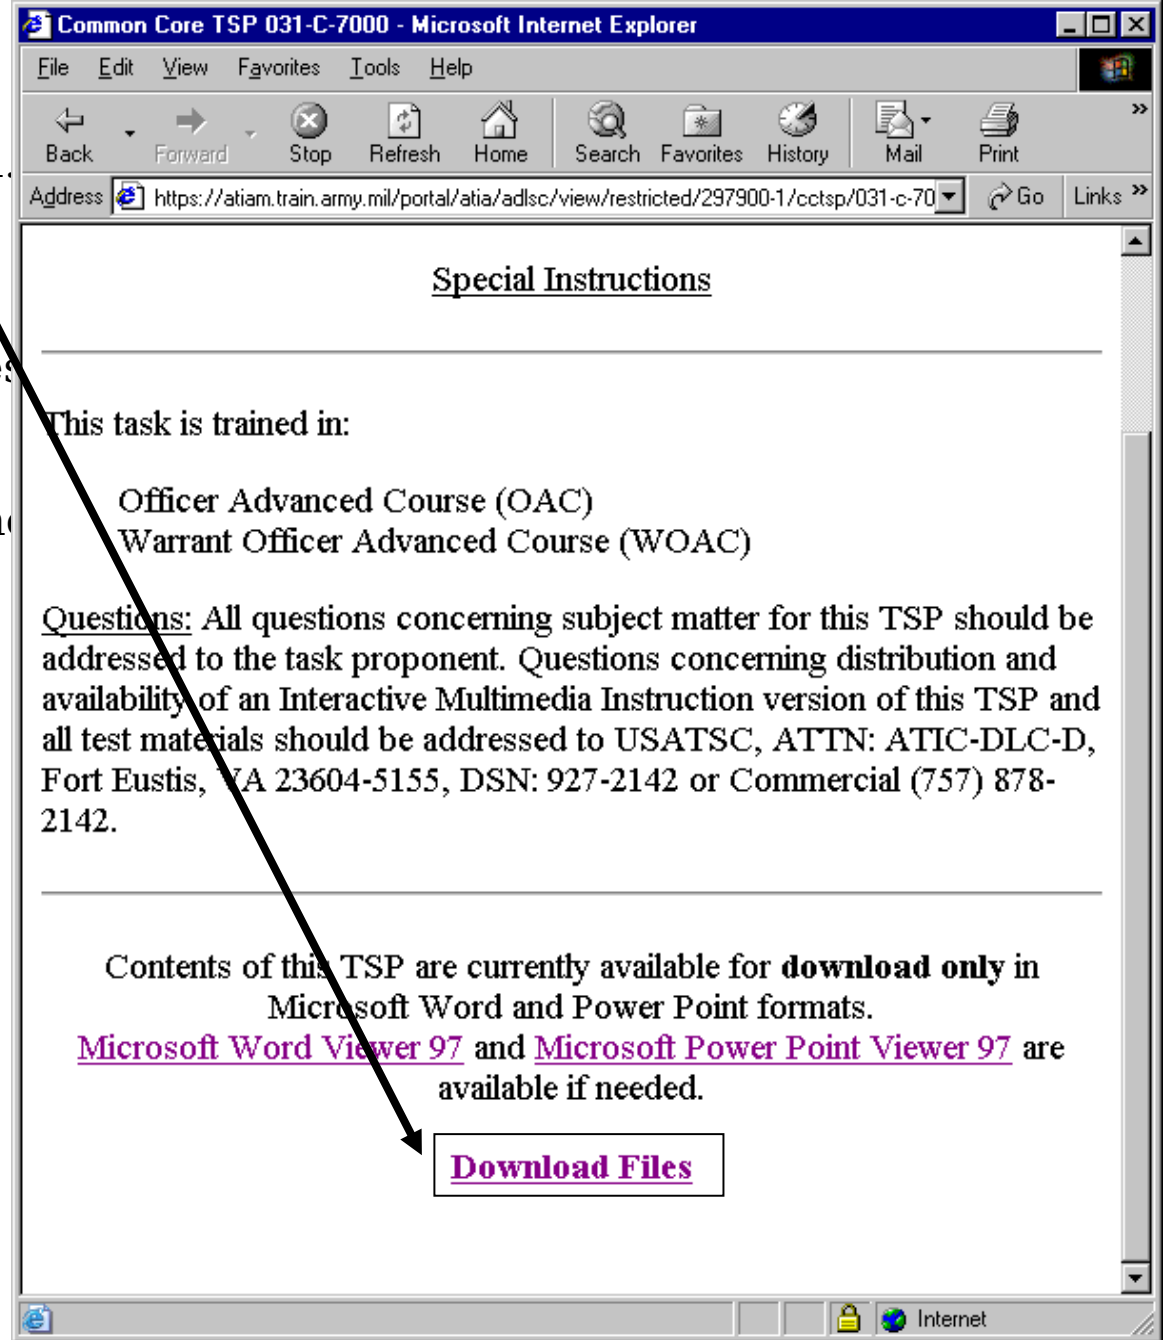 Common Core TSP 031-C-7000 - Microsoft Internet Explorer
File Edit View Favorites Tools Help
Back Forward Stop Refresh Home Search Favorites History Mail Print »
Address https://atiam.train.army.mil/portal/atia/adlsc/view/restricted/297900-1/cctsp/031-c-70 Go Links »
Special Instructions
This task is trained in:
Officer Advanced Course (OAC)
Warrant Officer Advanced Course (WOAC)
Questions: All questions concerning subject matter for this TSP should be
addressed to the task proponent. Questions concerning distribution and
availability of an Interactive Multimedia Instruction version of this TSP and
all test materials should be addressed to USATSC, ATTN: ATIC-DLC-D,
Fort Eustis, VA 23604-5155, DSN: 927-2142 or Commercial (757) 878-
2142.
Contents of this TSP are currently available for download only in
Microsoft Word and Power Point formats.
Microsoft Word Viewer 97 and Microsoft Power Point Viewer 97 are
available if needed.
Download Files
Internet